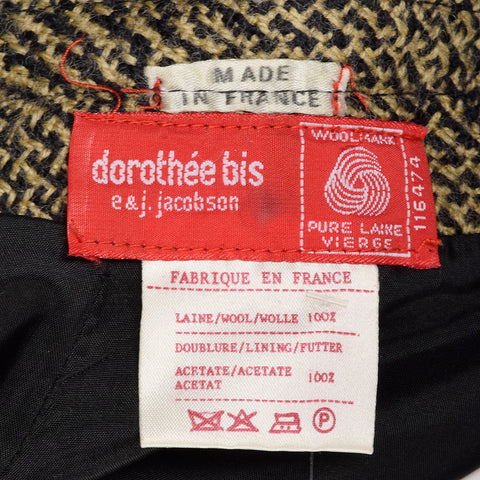 MADE
IN FRANCE
dorothée bis
e & j. jacobson
WOOLMARK
PURE LAINE
VIERGE
116474
FABRIQUE EN FRANCE
LAINE/WOOL/WOLLE 100%
DOUBLURE/LINING/FUTTER
ACETATE/ACETATE
ACETAT 100%
P